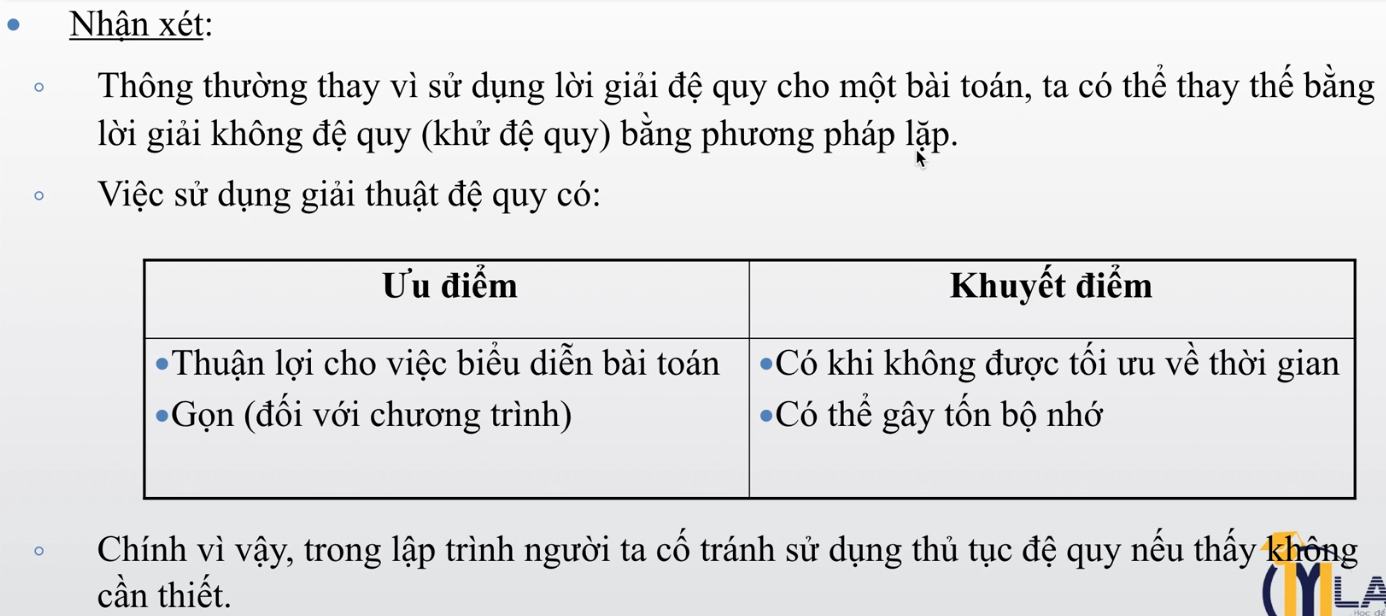 Nhận xét:
Thông thường thay vì sử dụng lời giải đệ quy cho một bài toán, ta có thể thay thế bằng
lời giải không đệ quy (khử đệ quy) bằng phương pháp lặp.
Việc sử dụng giải thuật đệ quy có:
Ưu điểm
Khuyết điểm
•Thuận lợi cho việc biểu diễn bài toán
•Gọn (đối với chương trình)
•Có khi không được tối ưu về thời gian
•Có thể gây tốn bộ nhớ
Chính vì vậy, trong lập trình người ta cố tránh sử dụng thủ tục đệ quy nếu thấy không
cần thiết.